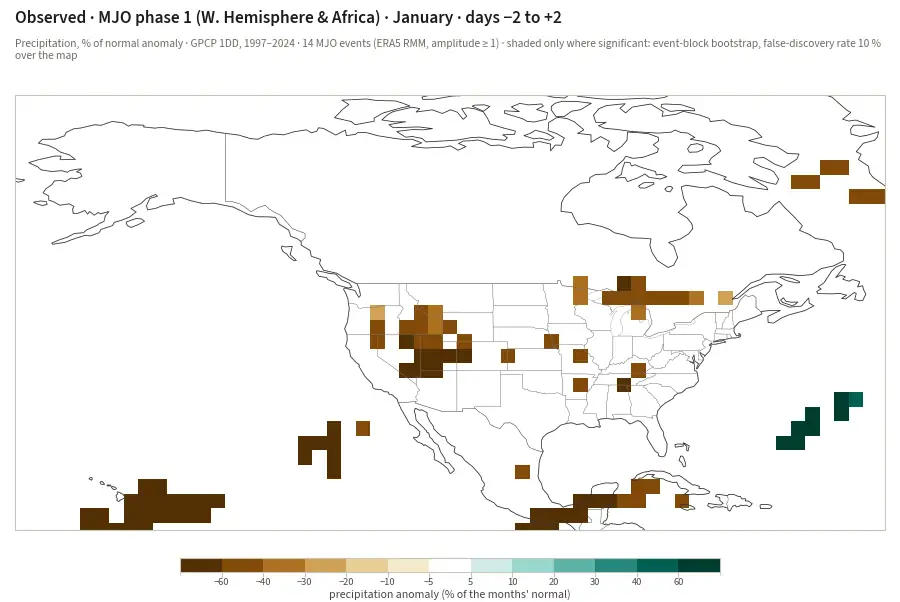 Observed · MJO phase 1 (W. Hemisphere & Africa) · January · days −2 to +2
Precipitation, % of normal anomaly · GPCP 1DD, 1997–2024 · 14 MJO events (ERA5 RMM, amplitude ≥ 1) · shaded only where significant: event-block bootstrap, false-discovery rate 10 %
over the map
−60 −40 −30 −20 −10 −5 5 10 20 30 40 60
precipitation anomaly (% of the months' normal)